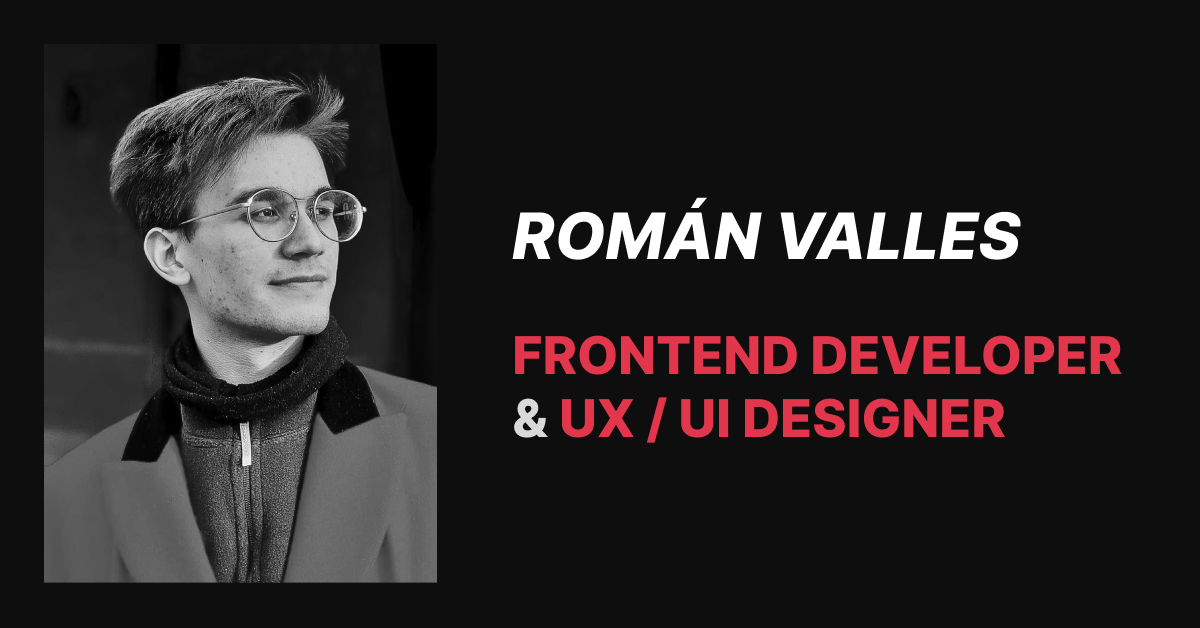 ROMÁN VALLES
FRONTEND DEVELOPER
& UX / UI DESIGNER